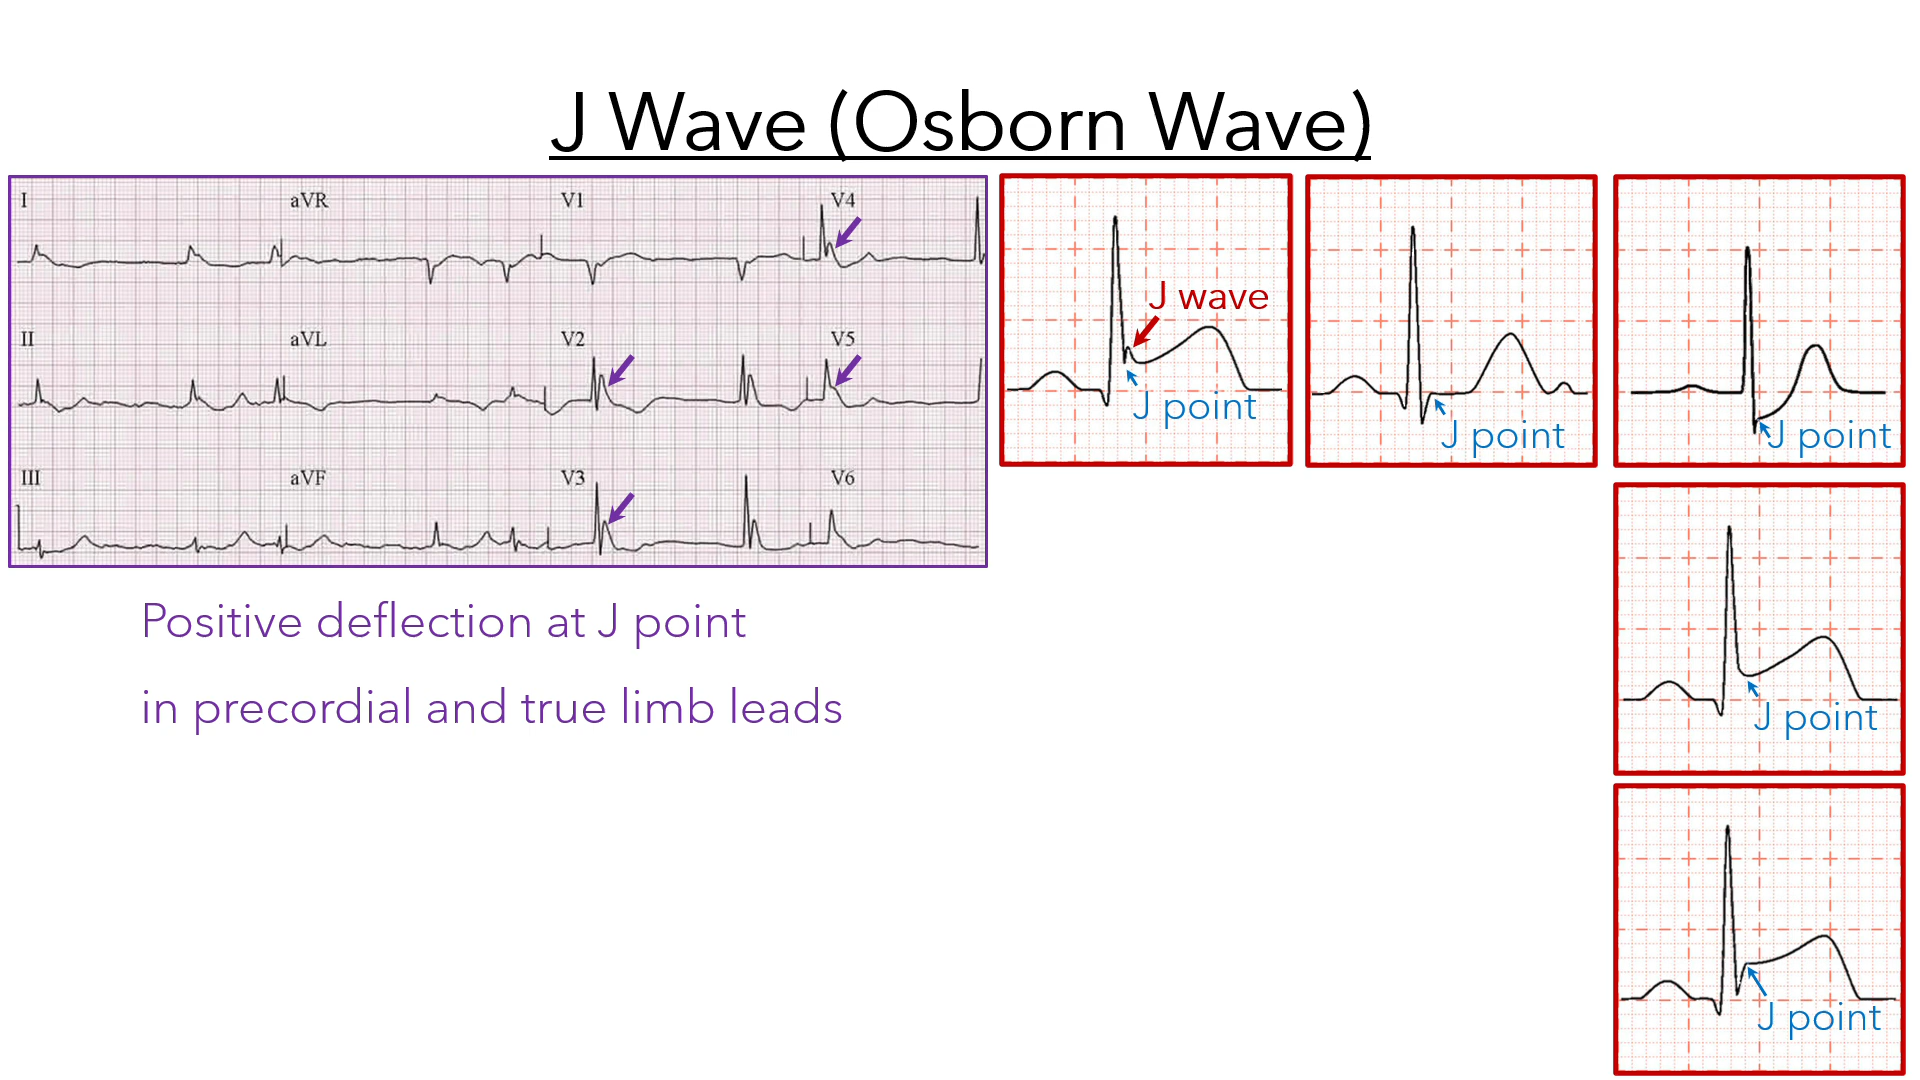 J Wave (Osborn Wave)
I aVR V1 V4
II aVL V2 V5
III aVF V3 V6
J wave
J point
J point
J point
J point
J point
Positive deflection at J point
in precordial and true limb leads